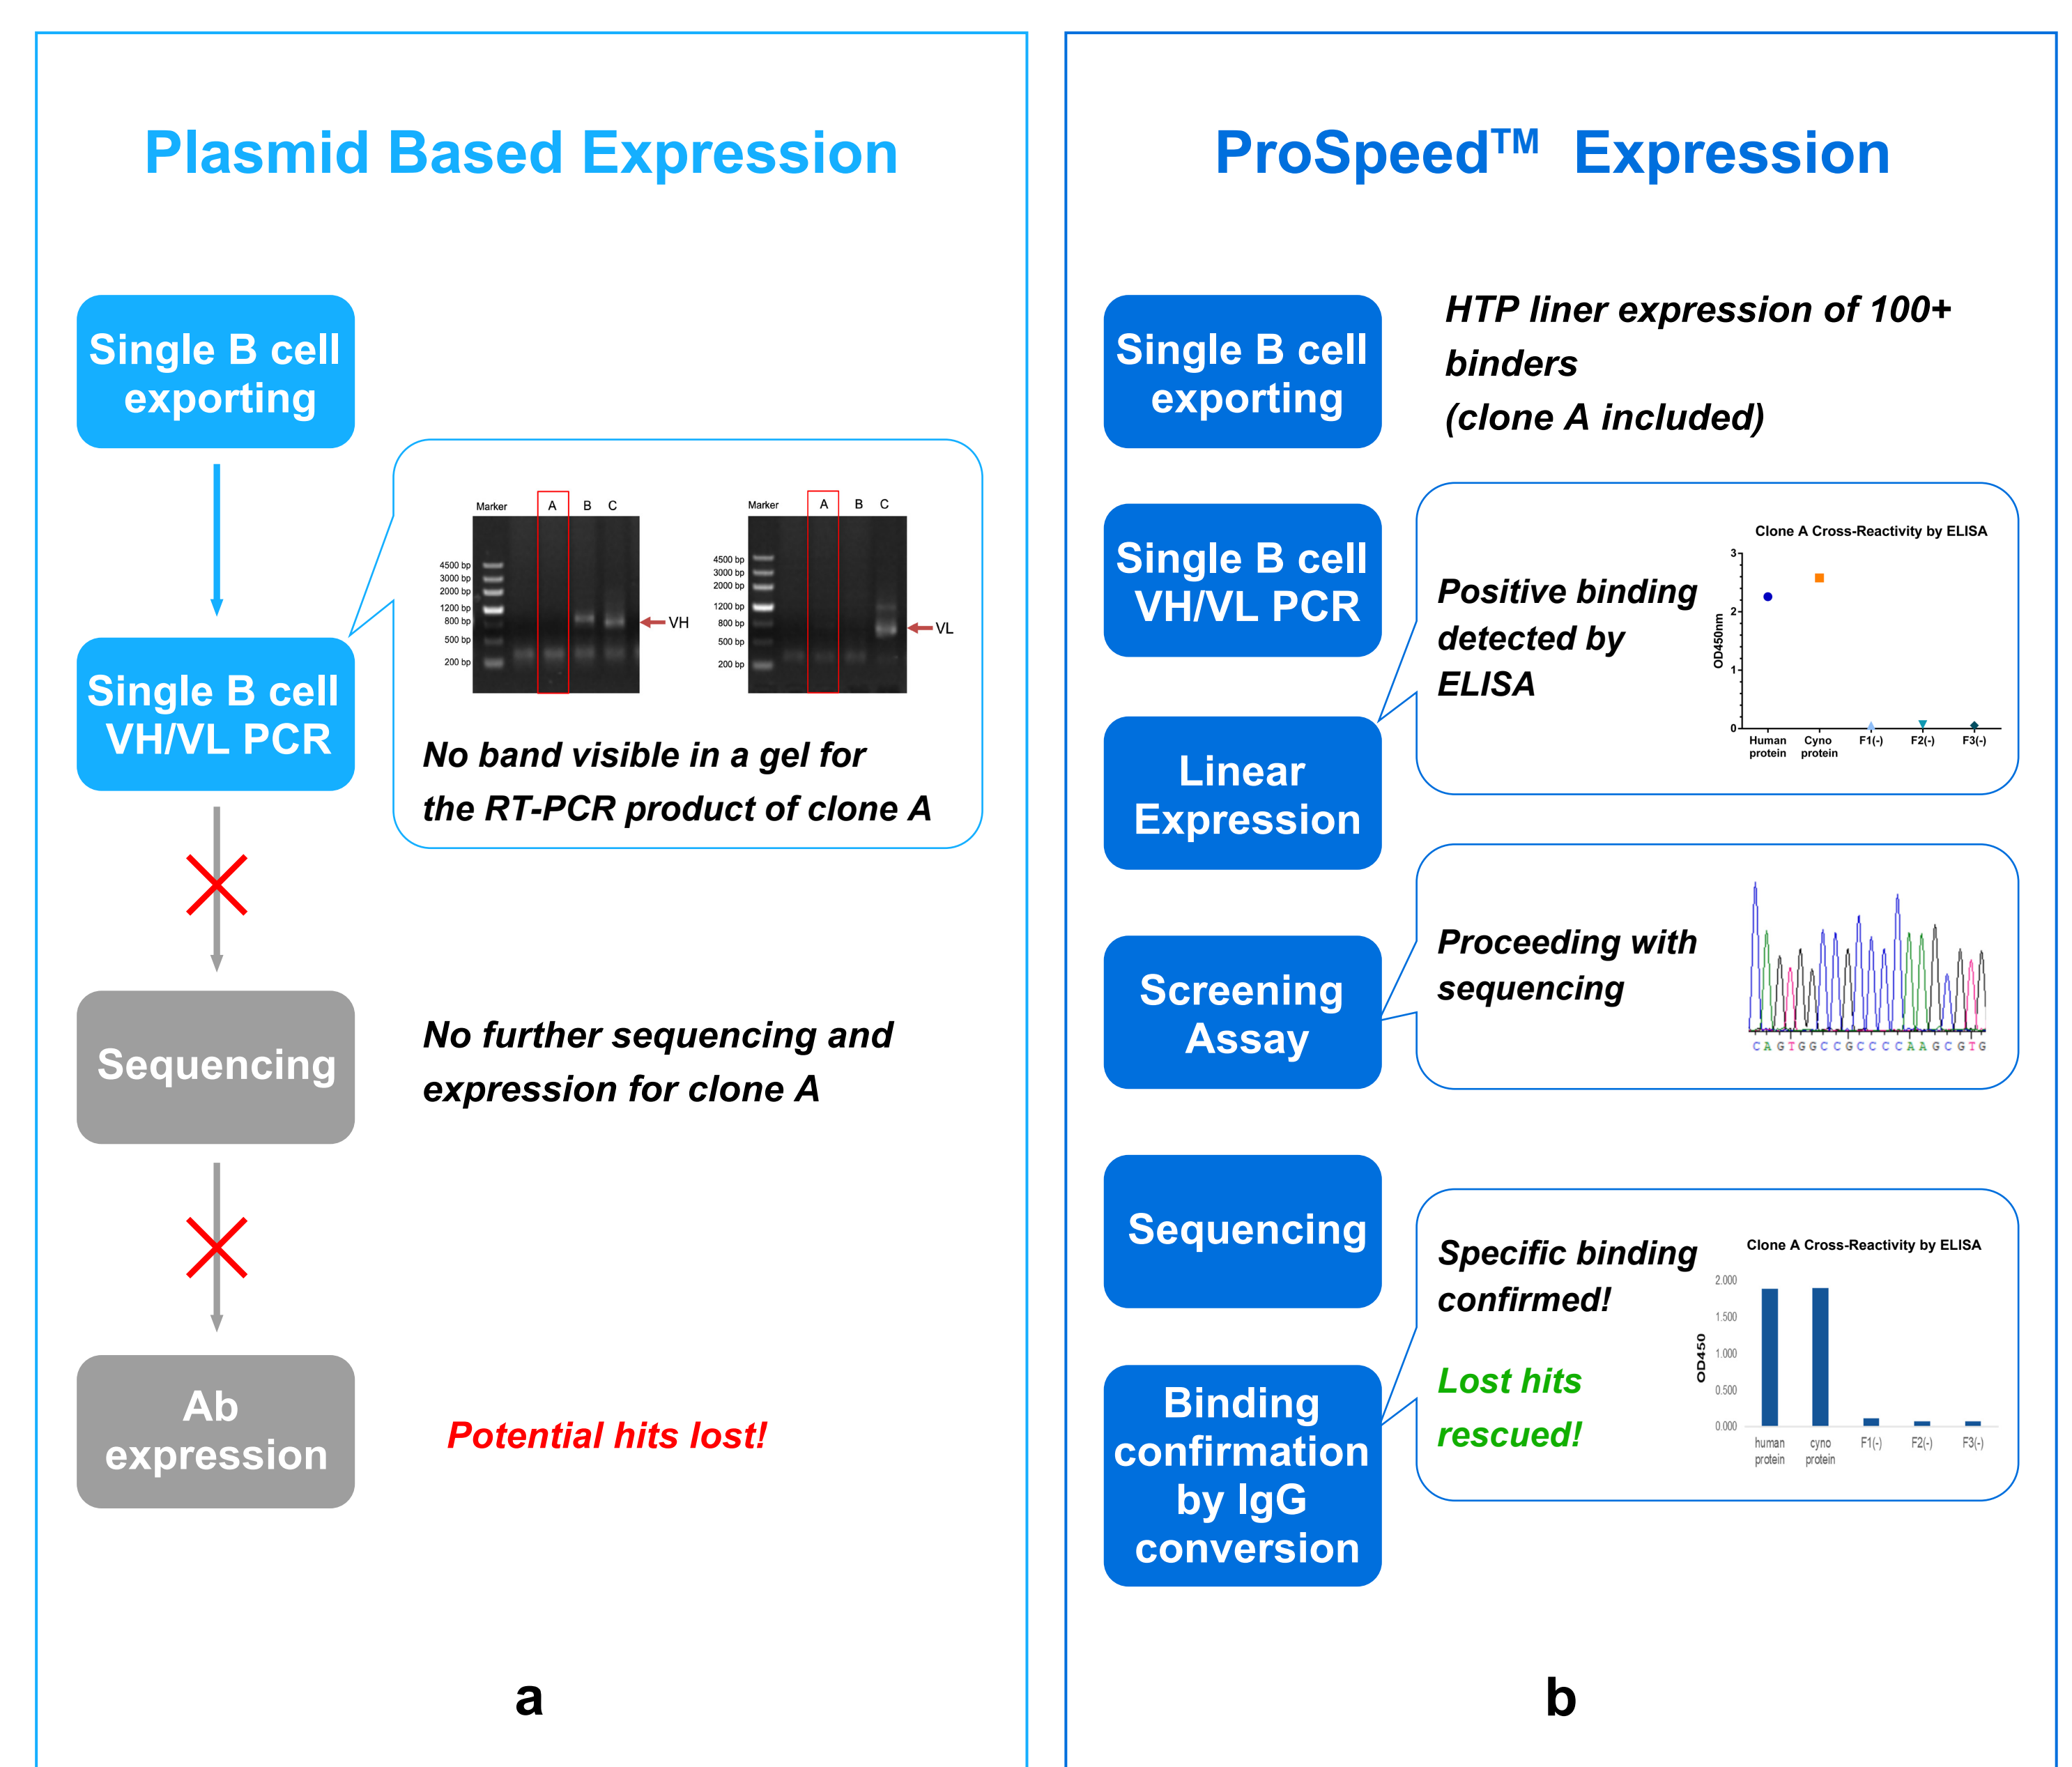 Plasmid Based Expression
Single B cell
exporting
Marker A B C
4500 bp
3000 bp
2000 bp
1200 bp
800 bp
500 bp
200 bp
VH
Marker A B C
4500 bp
3000 bp
2000 bp
1200 bp
800 bp
500 bp
200 bp
VL
No band visible in a gel for
the RT-PCR product of clone A
Single B cell
VH/VL PCR
Sequencing
No further sequencing and
expression for clone A
Ab
expression
Potential hits lost!
a
ProSpeed™ Expression
Single B cell
exporting
HTP liner expression of 100+
binders
(clone A included)
Single B cell
VH/VL PCR
Positive binding
detected by
ELISA
Clone A Cross-Reactivity by ELISA
OD450nm
3
2
1
0
Human
protein
Cyno
protein
F1(-)
F2(-)
F3(-)
Linear
Expression
Screening
Assay
Proceeding with
sequencing
CAGTGGCCGCCCCAAGCGTG
Sequencing
Specific binding
confirmed!
Lost hits
rescued!
Clone A Cross-Reactivity by ELISA
OD450
2.000
1.500
1.000
0.500
0.000
human
protein
cyno
protein
F1(-)
F2(-)
F3(-)
Binding
confirmation
by IgG
conversion
b